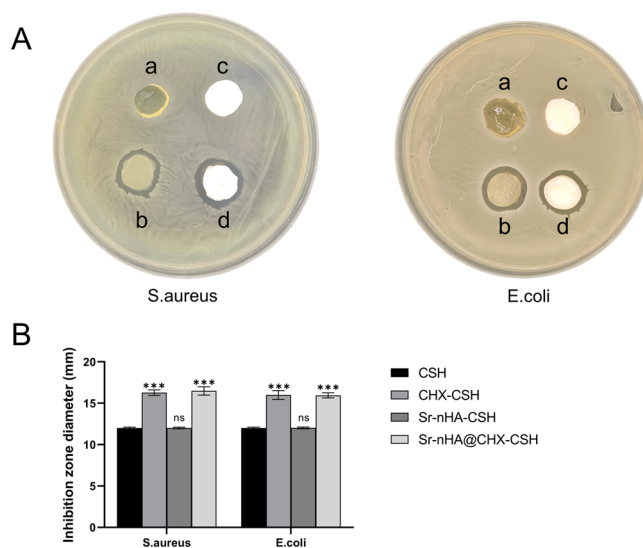 A
a
c
b
d
S.aureus
a
c
b
d
E.coli
B
Inhibition zone diameter (mm)
20
15
10
5
0
***
ns
***
***
ns
***
S.aureus
E.coli
CSH
CHX-CSH
Sr-nHA-CSH
Sr-nHA@CHX-CSH